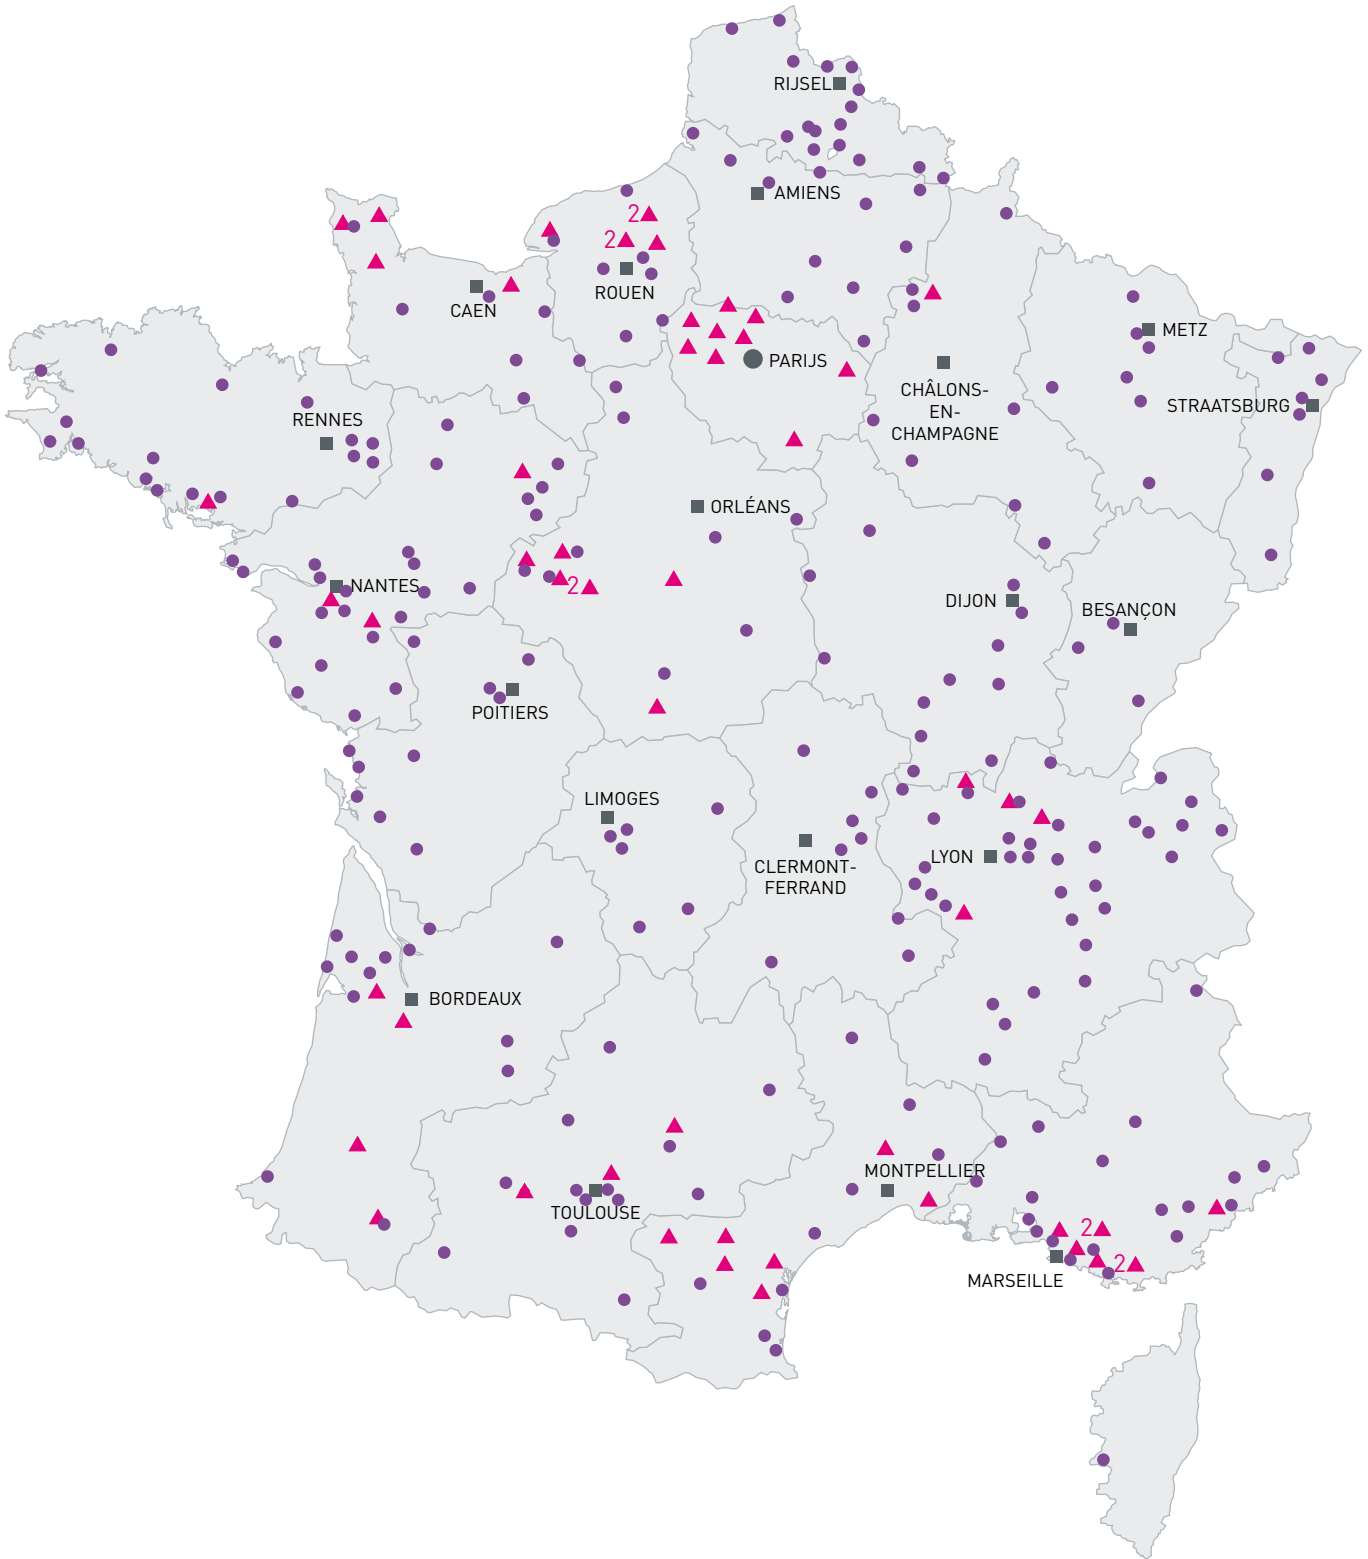 RIJSEL
AMIENS
2
2
ROUEN
CAEN
METZ
PARIJS
CHÂLONS-
EN-
CHAMPAGNE
STRAATSBURG
RENNES
ORLÉANS
NANTES
2
DIJON
BESANÇON
POITIERS
LIMOGES
CLERMONT-
FERRAND
LYON
BORDEAUX
MONTPELLIER
TOULOUSE
2
2
MARSEILLE